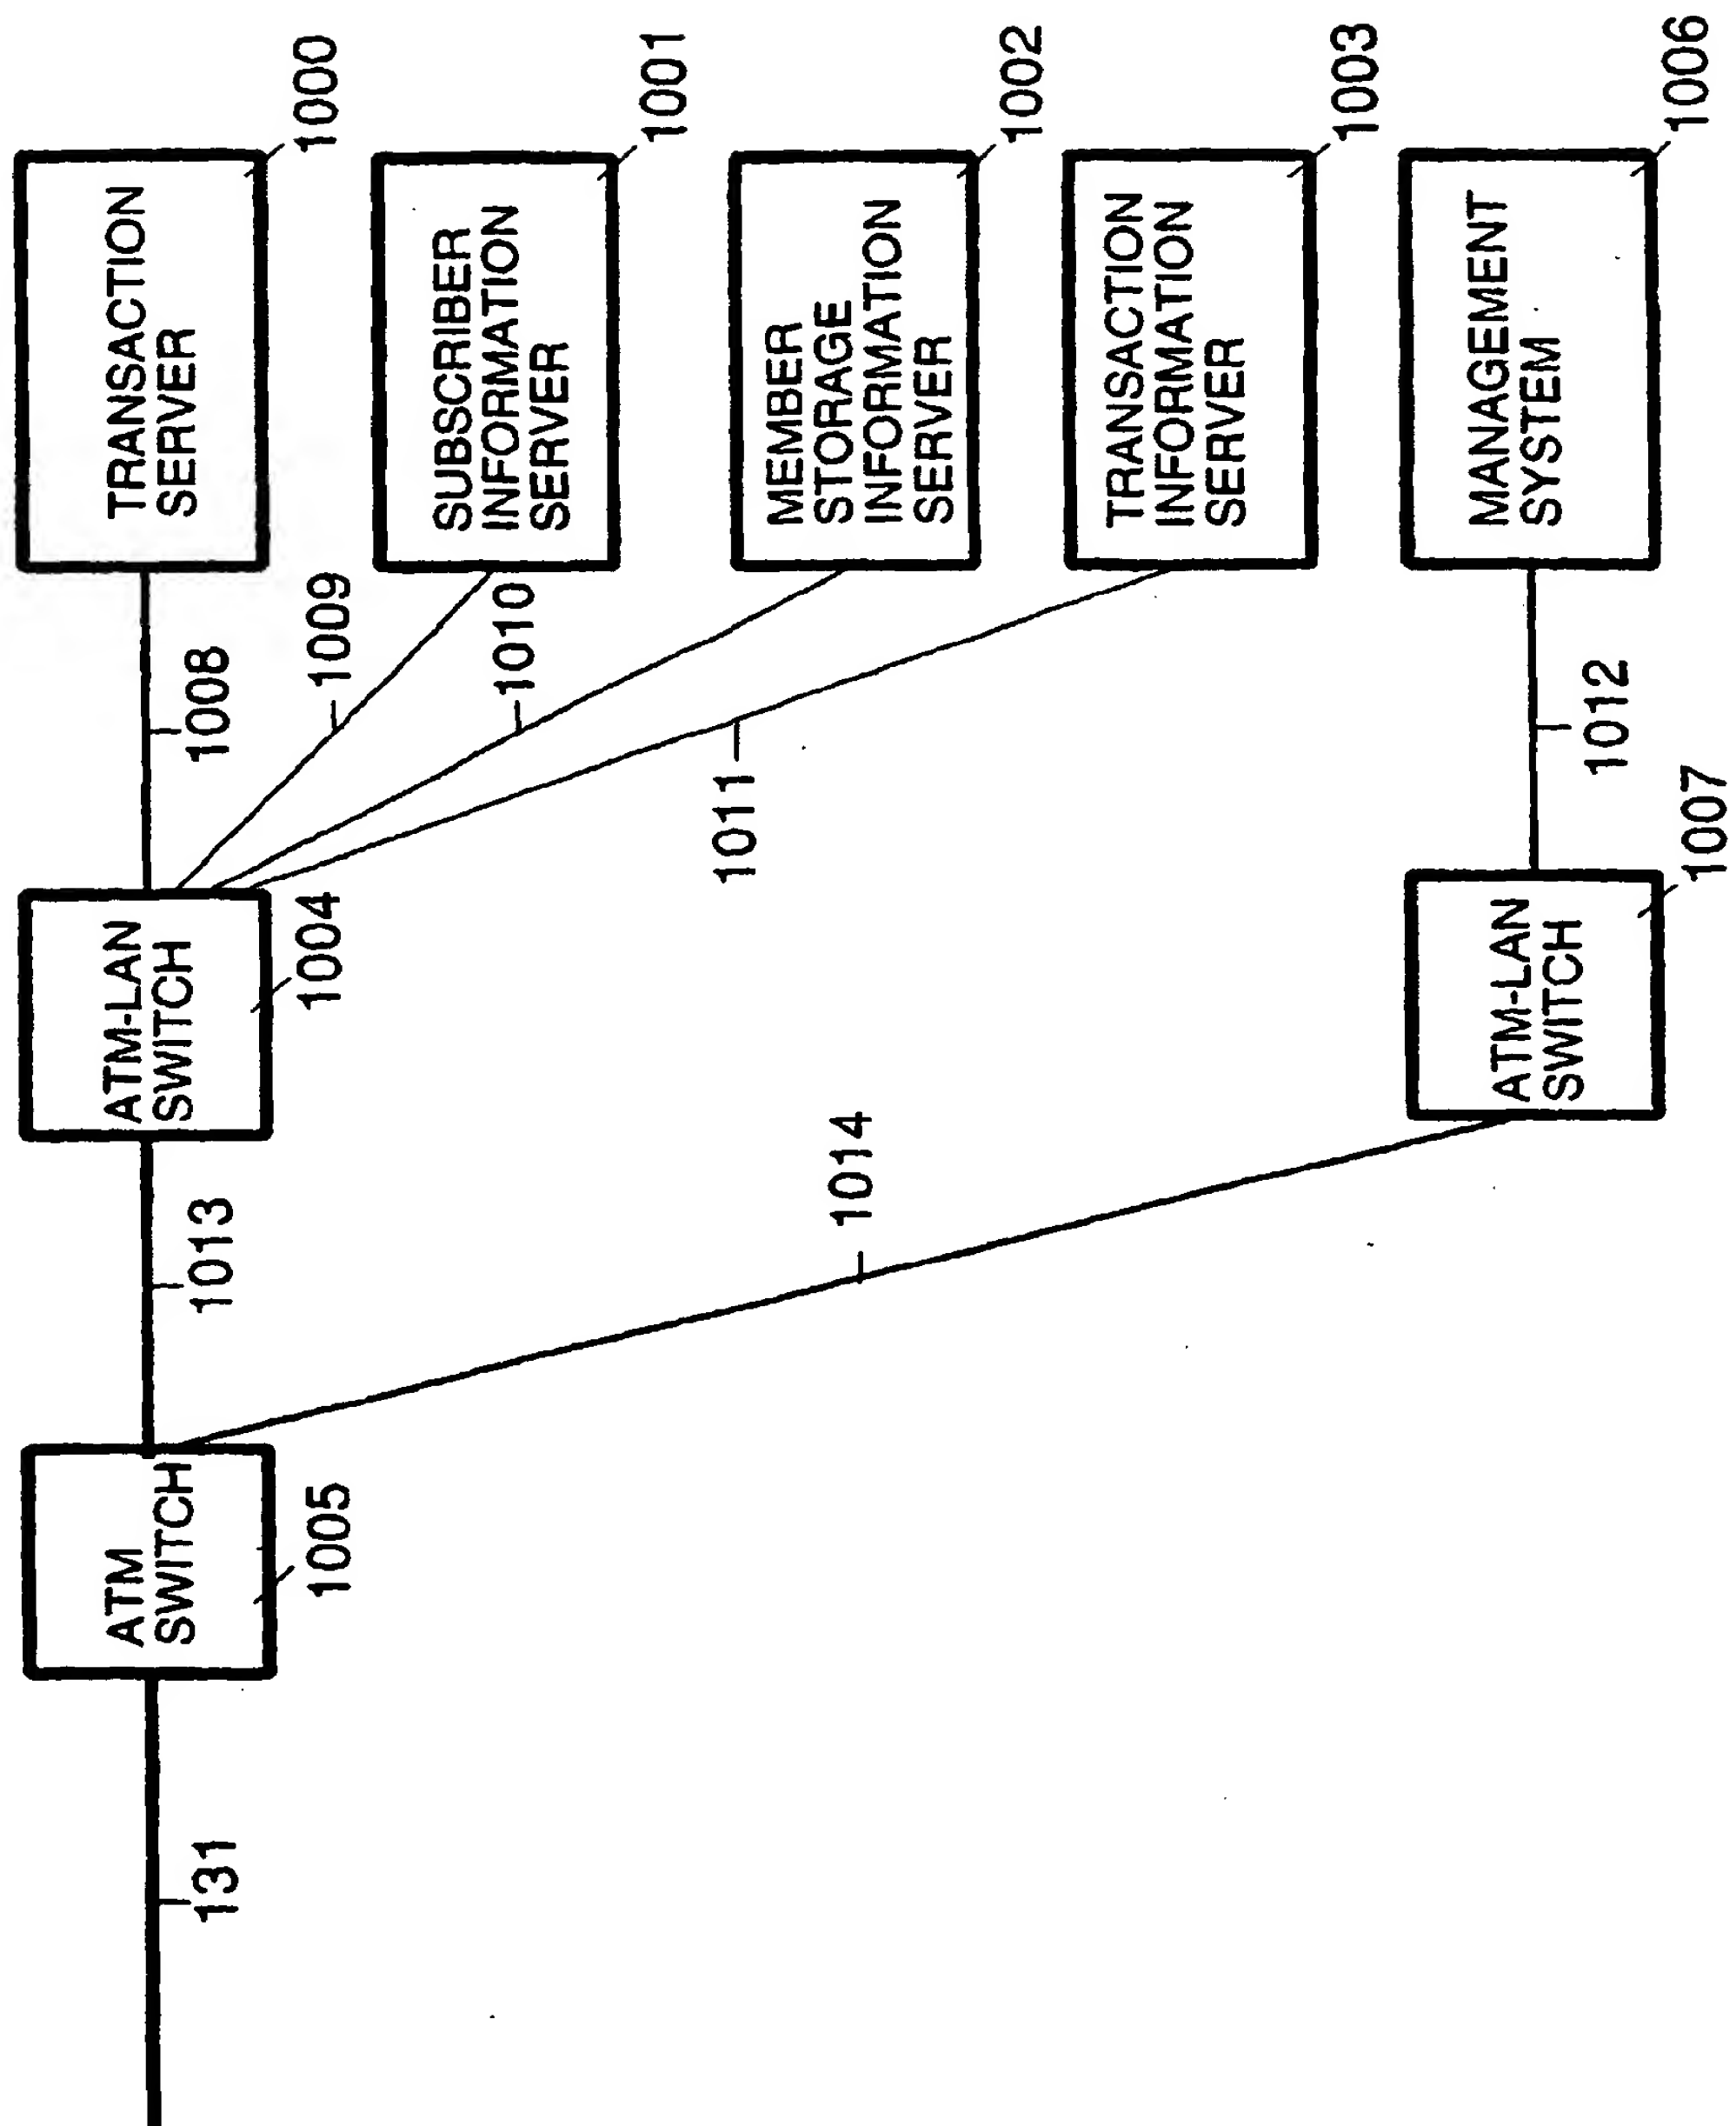 131
ATM
SWITCH
1005
1013
1014
ATM-LAN
SWITCH
1004
1008
1009
1010
1011
TRANSACTION
SERVER
1000
SUBSCRIBER
INFORMATION
SERVER
1001
MEMBER
STORAGE
INFORMATION
SERVER
1002
TRANSACTION
INFORMATION
SERVER
1003
ATM-LAN
SWITCH
1007
1012
MANAGEMENT
SYSTEM
1006